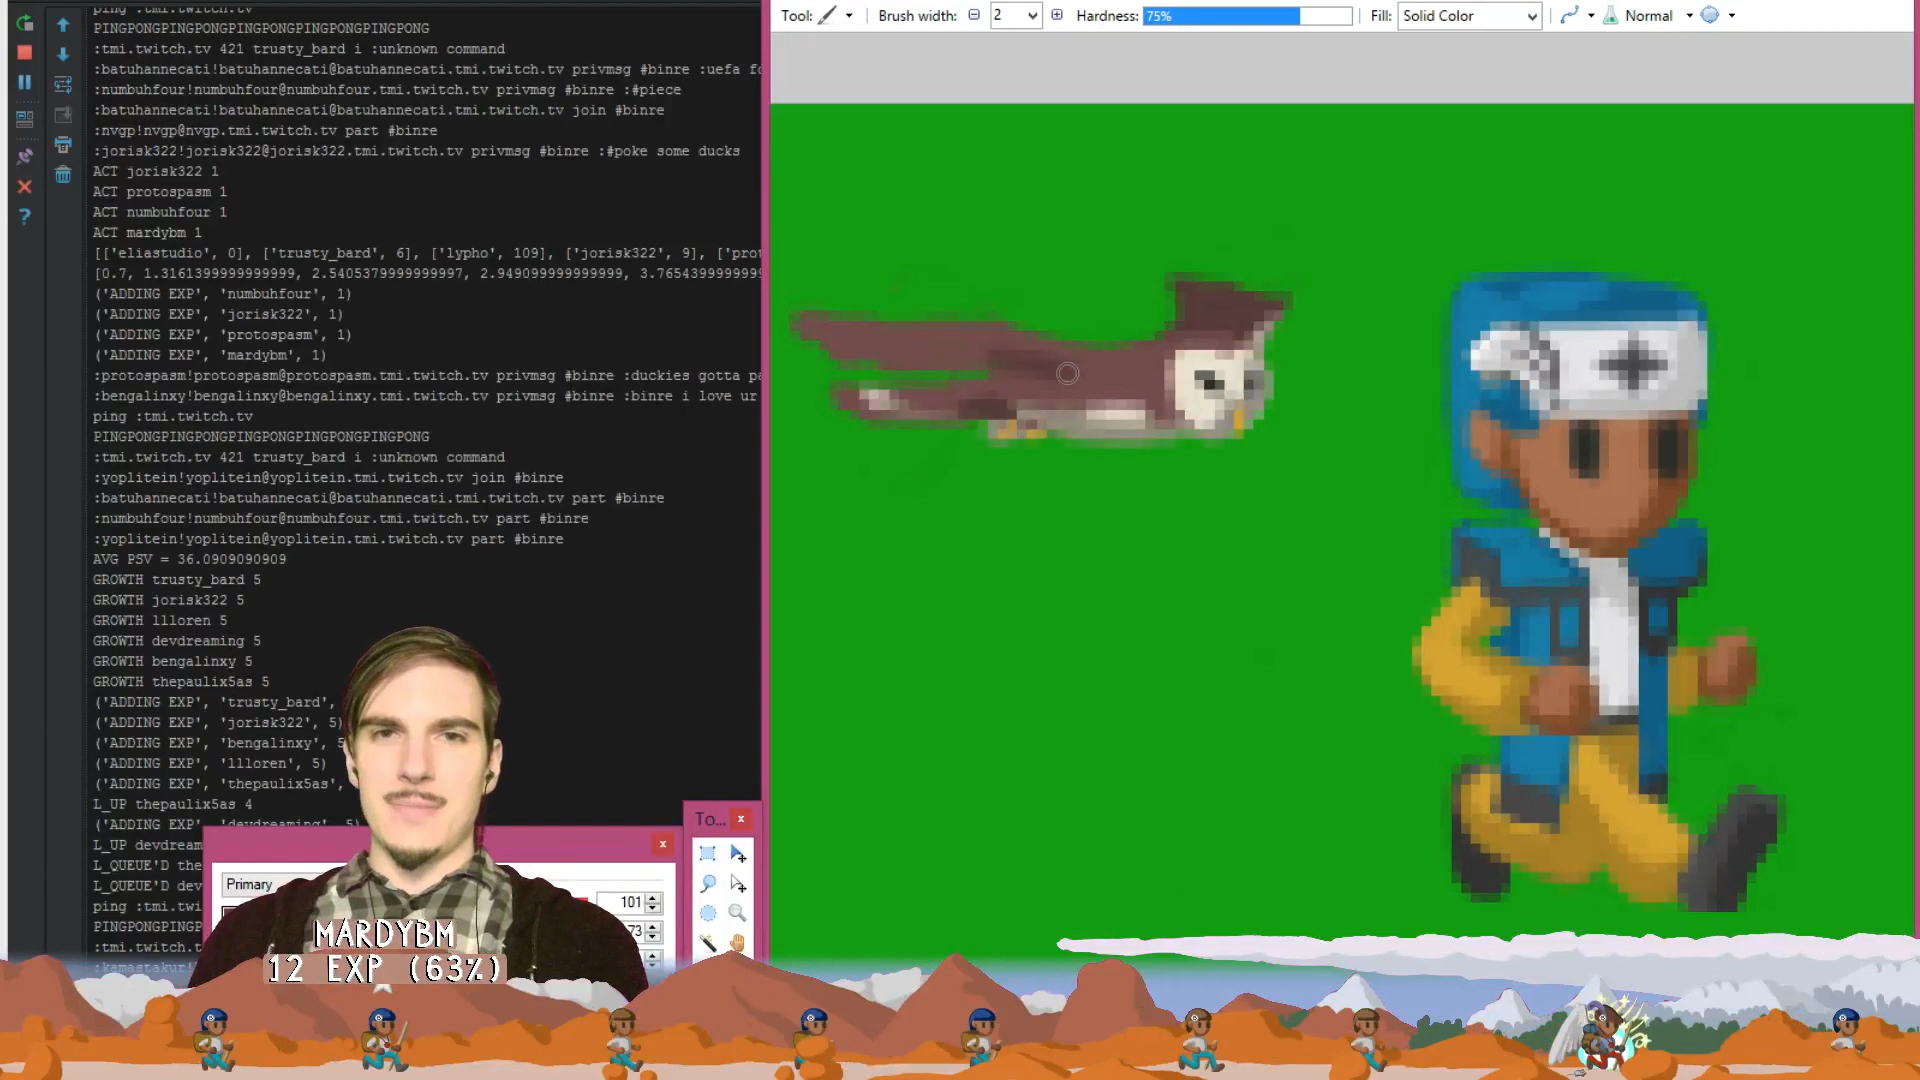 ping :tmi.twitch.tv
PINGPONGPINGPONGPINGPONGPINGPONGPINGPONG
:tmi.twitch.tv 421 trusty_bard i :unknown command
:batuhannecati!batuhannecati@batuhannecati.tmi.twitch.tv privmsg #binre :uefa fo
:numbuhfour!numbuhfour@numbuhfour.tmi.twitch.tv privmsg #binre :#piece
:batuhannecati!batuhannecati@batuhannecati.tmi.twitch.tv join #binre
:nvgp!nvgp@nvgp.tmi.twitch.tv part #binre
:jorisk322!jorisk322@jorisk322.tmi.twitch.tv privmsg #binre :#poke some ducks
ACT jorisk322 1
ACT protospasm 1
ACT numbuhfour 1
ACT mardybm 1
[['eliastudio', 0], ['trusty_bard', 6], ['lypho', 109], ['jorisk322', 9], ['pro
[0.7, 1.3161399999999999, 2.5405379999999997, 2.949099999999999, 3.765439999999
('ADDING EXP', 'numbuhfour', 1)
('ADDING EXP', 'jorisk322', 1)
('ADDING EXP', 'protospasm', 1)
('ADDING EXP', 'mardybm', 1)
:protospasm!protospasm@protospasm.tmi.twitch.tv privmsg #binre :duckies gotta pa
:bengalinxy!bengalinxy@bengalinxy.tmi.twitch.tv privmsg #binre :binre i love ur
ping :tmi.twitch.tv
PINGPONGPINGPONGPINGPONGPINGPONGPINGPONG
:tmi.twitch.tv 421 trusty_bard i :unknown command
:yoplitein!yoplitein@yoplitein.tmi.twitch.tv join #binre
:batuhannecati!batuhannecati@batuhannecati.tmi.twitch.tv part #binre
:numbuhfour!numbuhfour@numbuhfour.tmi.twitch.tv part #binre
:yoplitein!yoplitein@yoplitein.tmi.twitch.tv part #binre
AVG PSV = 36.0909090909
GROWTH trusty_bard 5
GROWTH jorisk322 5
GROWTH llloren 5
GROWTH devdreaming 5
GROWTH bengalinxy 5
GROWTH thepaulix5as 5
('ADDING EXP', 'trusty_bard',
('ADDING EXP', 'jorisk322', 5)
('ADDING EXP', 'bengalinxy', 5
('ADDING EXP', 'llloren', 5)
('ADDING EXP', 'thepaulix5as',
L_UP thepaulix5as 4
('ADDING EXP', 'devdreaming', 5)
L_UP devdream
L_QUEUE'D the
L_QUEUE'D dev
ping :tmi.tw
PINGPONGPINGP
:tmi.twitch.t
:kamastakur!
Tool:
Brush width: 2
Hardness: 75%
Fill: Solid Color
Normal
To...
Primary
101
73
MARDYBM
12 EXP (63%)